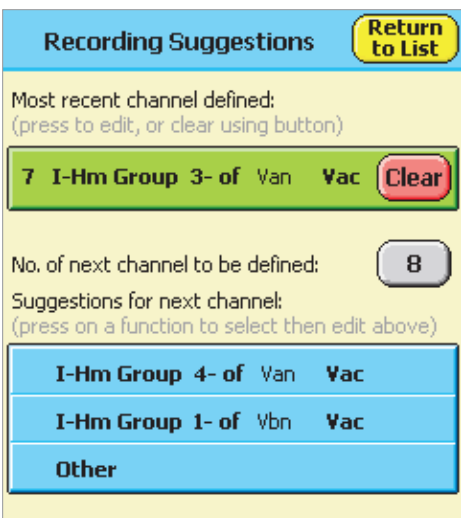 Recording Suggestions
Return
to List
Most recent channel defined:
(press to edit, or clear using button)
7 I-Hm Group 3- of Van Vac Clear
No. of next channel to be defined: 8
Suggestions for next channel:
(press on a function to select then edit above)
I-Hm Group 4- of Van Vac
I-Hm Group 1- of Vbn Vac
Other